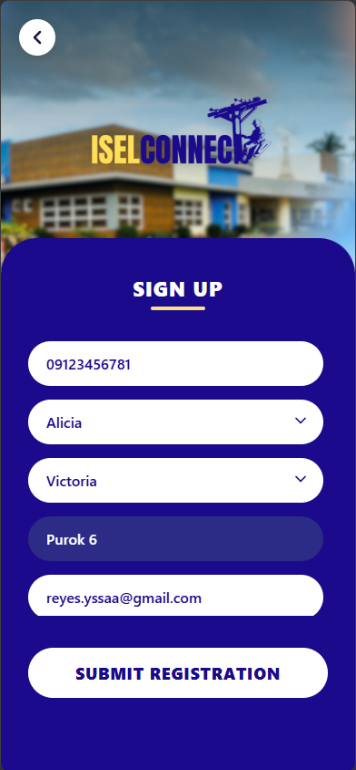 ISELCONNECT
SIGN UP
09123456781
Alicia
Victoria
Purok 6
reyes.yssaa@gmail.com
SUBMIT REGISTRATION